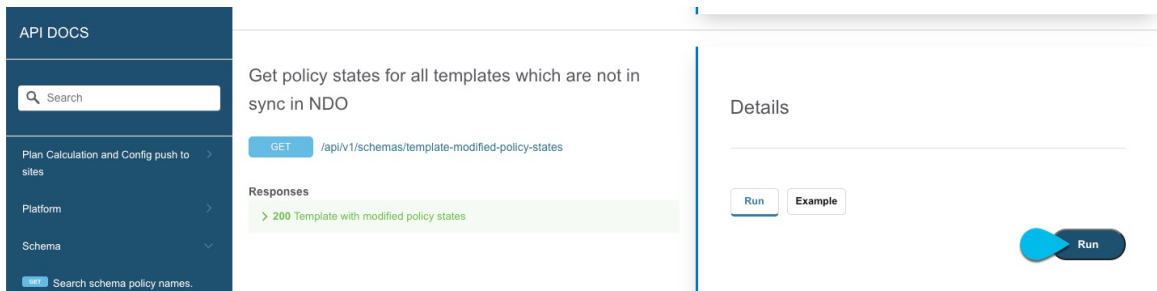 API DOCS
Search
Plan Calculation and Config push to
sites
Platform
Schema
GET Search schema policy names.
Get policy states for all templates which are not in
sync in NDO
GET /api/v1/schemas/template-modified-policy-states
Responses
> 200 Template with modified policy states
Details
Run Example
Run